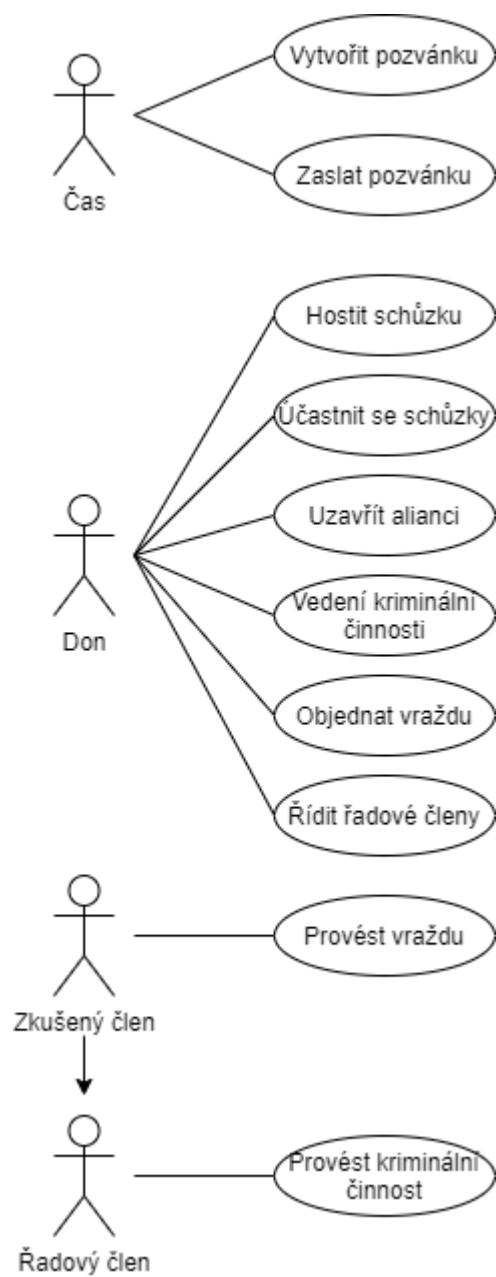 Vytvořit pozvánku
Zaslat pozvánku
Čas
Hostit schůzku
Účastnit se schůzky
Uzavřít alianci
Vedení kriminální
činnosti
Don
Objednat vraždu
Řídit řadové členy
Provést vraždu
Zkušený člen
Provést kriminální
činnost
Řadový člen